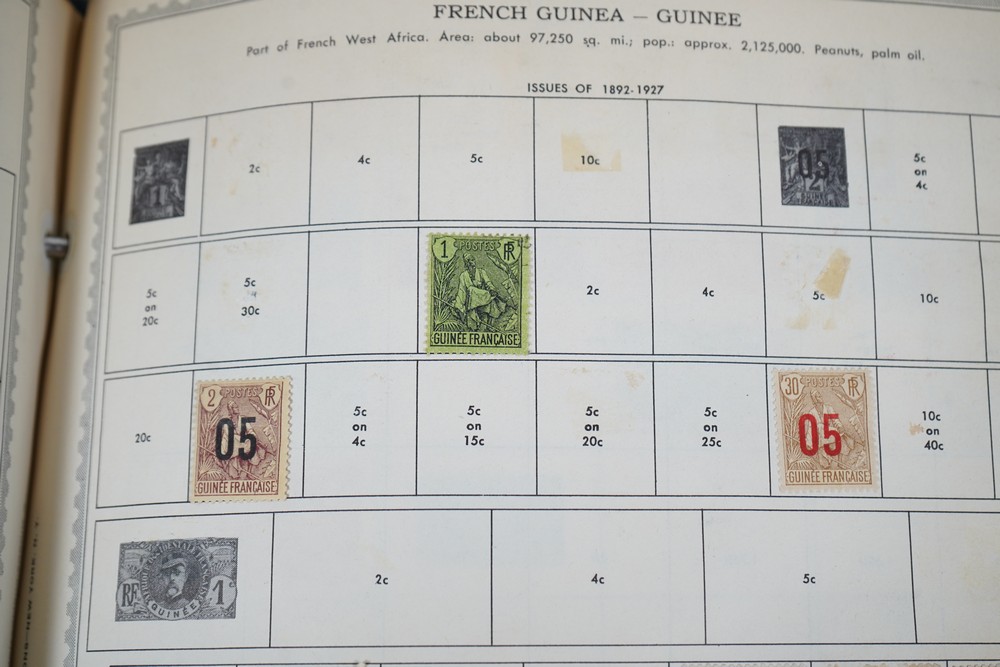 FRENCH GUINEA — GUINEE
Part of French West Africa. Area: about 97,250 sq. mi.; pop.: approx. 2,125,000. Peanuts, palm oil.
ISSUES OF 1892-1927
1
2c
4c
5c
10c
05
2
5c
on
4c
5c
on
20c
5c
30c
1 POSTES RF
GUINÉE FRANÇAISE
2c
4c
5c
10c
20c
2 POSTES RF
05
GUINÉE FRANÇAISE
5c
on
4c
5c
on
15c
5c
on
20c
5c
on
25c
30 POSTES RF
05
GUINÉE FRANÇAISE
10c
on
40c
RF
1
GUINÉE
2c
4c
5c